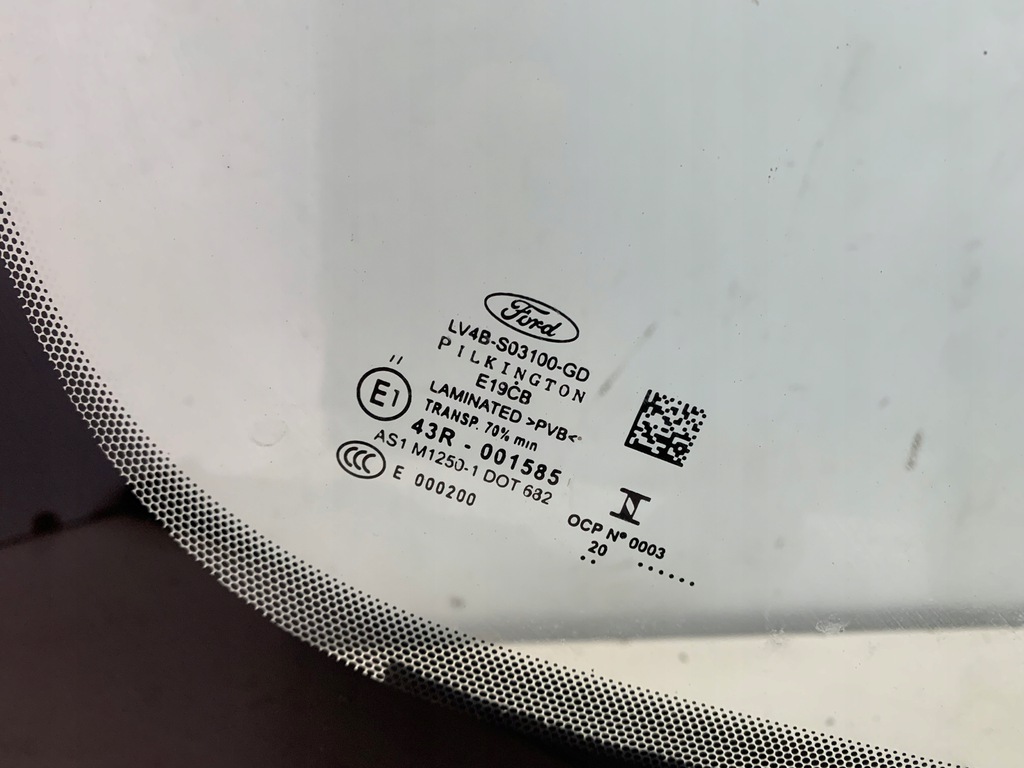 Ford
LV4B-S03100-GD
PILKINGTON
E19CB
LAMINATED >PVB<
TRANSP. 70% min
43R - 001585
AS1 M1250-1 DOT 682
E1
CCC
E 000200
OCP Nº 0003
20